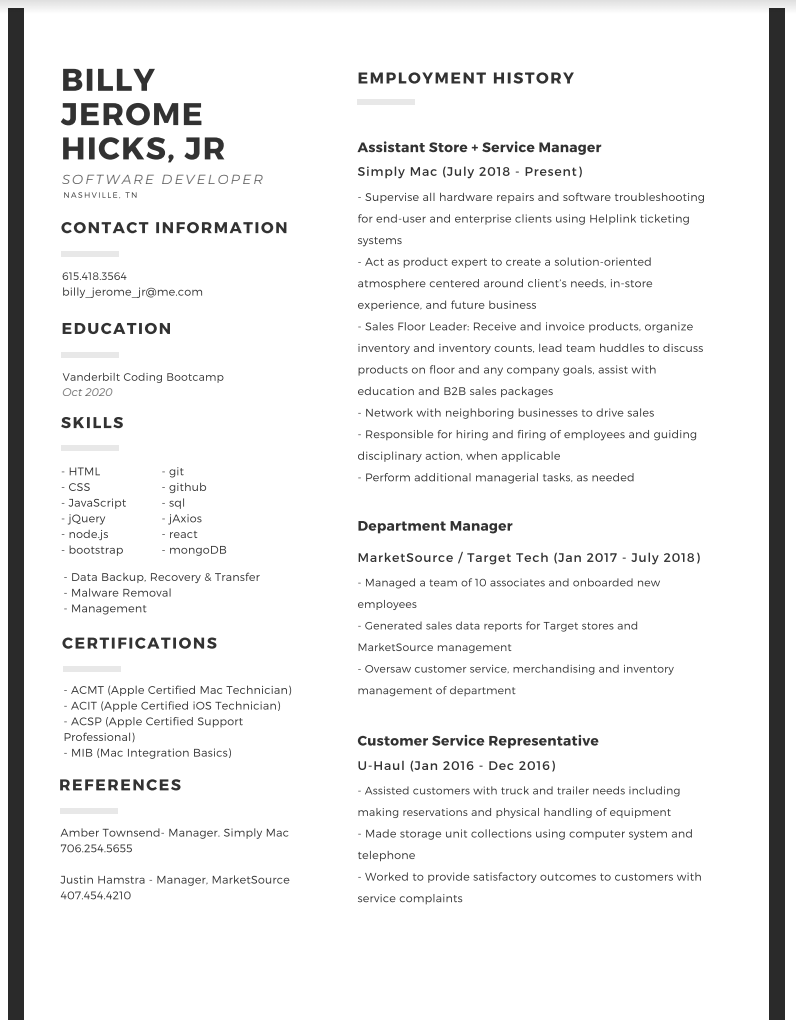 BILLY
JEROME
HICKS, JR
SOFTWARE DEVELOPER
NASHVILLE, TN
CONTACT INFORMATION
615.418.3564
billy_jerome_jr@me.com
EDUCATION
Vanderbilt Coding Bootcamp
Oct 2020
SKILLS
- HTML
- CSS
- JavaScript
- jQuery
- node.js
- bootstrap
- git
- github
- sql
- jAxios
- react
- mongoDB
- Data Backup, Recovery & Transfer
- Malware Removal
- Management
CERTIFICATIONS
- ACMT (Apple Certified Mac Technician)
- ACIT (Apple Certified iOS Technician)
- ACSP (Apple Certified Support
Professional)
- MIB (Mac Integration Basics)
REFERENCES
Amber Townsend- Manager. Simply Mac
706.254.5655
Justin Hamstra - Manager, MarketSource
407.454.4210
EMPLOYMENT HISTORY
Assistant Store + Service Manager
Simply Mac (July 2018 - Present)
- Supervise all hardware repairs and software troubleshooting
for end-user and enterprise clients using Helplink ticketing
systems
- Act as product expert to create a solution-oriented
atmosphere centered around client's needs, in-store
experience, and future business
- Sales Floor Leader: Receive and invoice products, organize
inventory and inventory counts, lead team huddles to discuss
products on floor and any company goals, assist with
education and B2B sales packages
- Network with neighboring businesses to drive sales
- Responsible for hiring and firing of employees and guiding
disciplinary action, when applicable
- Perform additional managerial tasks, as needed
Department Manager
MarketSource / Target Tech (Jan 2017 - July 2018)
- Managed a team of 10 associates and onboarded new
employees
- Generated sales data reports for Target stores and
MarketSource management
- Oversaw customer service, merchandising and inventory
management of department
Customer Service Representative
U-Haul (Jan 2016 - Dec 2016)
- Assisted customers with truck and trailer needs including
making reservations and physical handling of equipment
- Made storage unit collections using computer system and
telephone
- Worked to provide satisfactory outcomes to customers with
service complaints